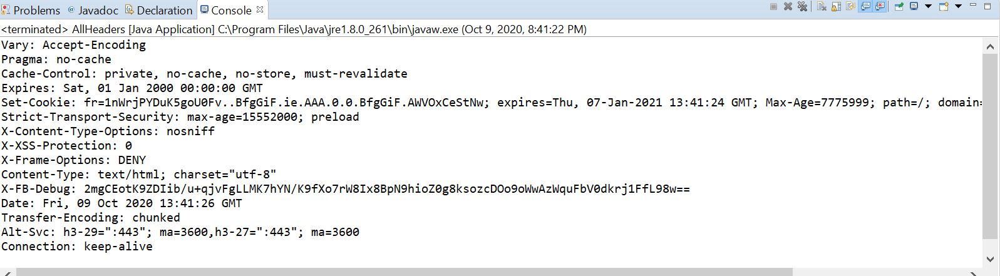 Problems @ Javadoc Declaration Console
<terminated> AllHeaders [Java Application] C:\Program Files\Java\jre1.8.0_261\bin\javaw.exe (Oct 9, 2020, 8:41:22 PM)
Vary: Accept-Encoding
Pragma: no-cache
Cache-Control: private, no-cache, no-store, must-revalidate
Expires: Sat, 01 Jan 2000 00:00:00 GMT
Set-Cookie: fr=1nWrjPYDuK5goU0Fv..BfgGiF.ie.AAA.0.0.BfgGiF.AWVOxCeStNw; expires=Thu, 07-Jan-2021 13:41:24 GMT; Max-Age=7775999; path=/; domain=
Strict-Transport-Security: max-age=15552000; preload
X-Content-Type-Options: nosniff
X-XSS-Protection: 0
X-Frame-Options: DENY
Content-Type: text/html; charset="utf-8"
X-FB-Debug: 2mgCEotK9ZDIib/u+qjvFgLLMK7hYN/K9fXo7rW8Ix8BpN9hioZ0g8ksozcDOo9oWwAzWquFbV0dkrj1FfL98w==
Date: Fri, 09 Oct 2020 13:41:26 GMT
Transfer-Encoding: chunked
Alt-Svc: h3-29=":443"; ma=3600,h3-27=":443"; ma=3600
Connection: keep-alive